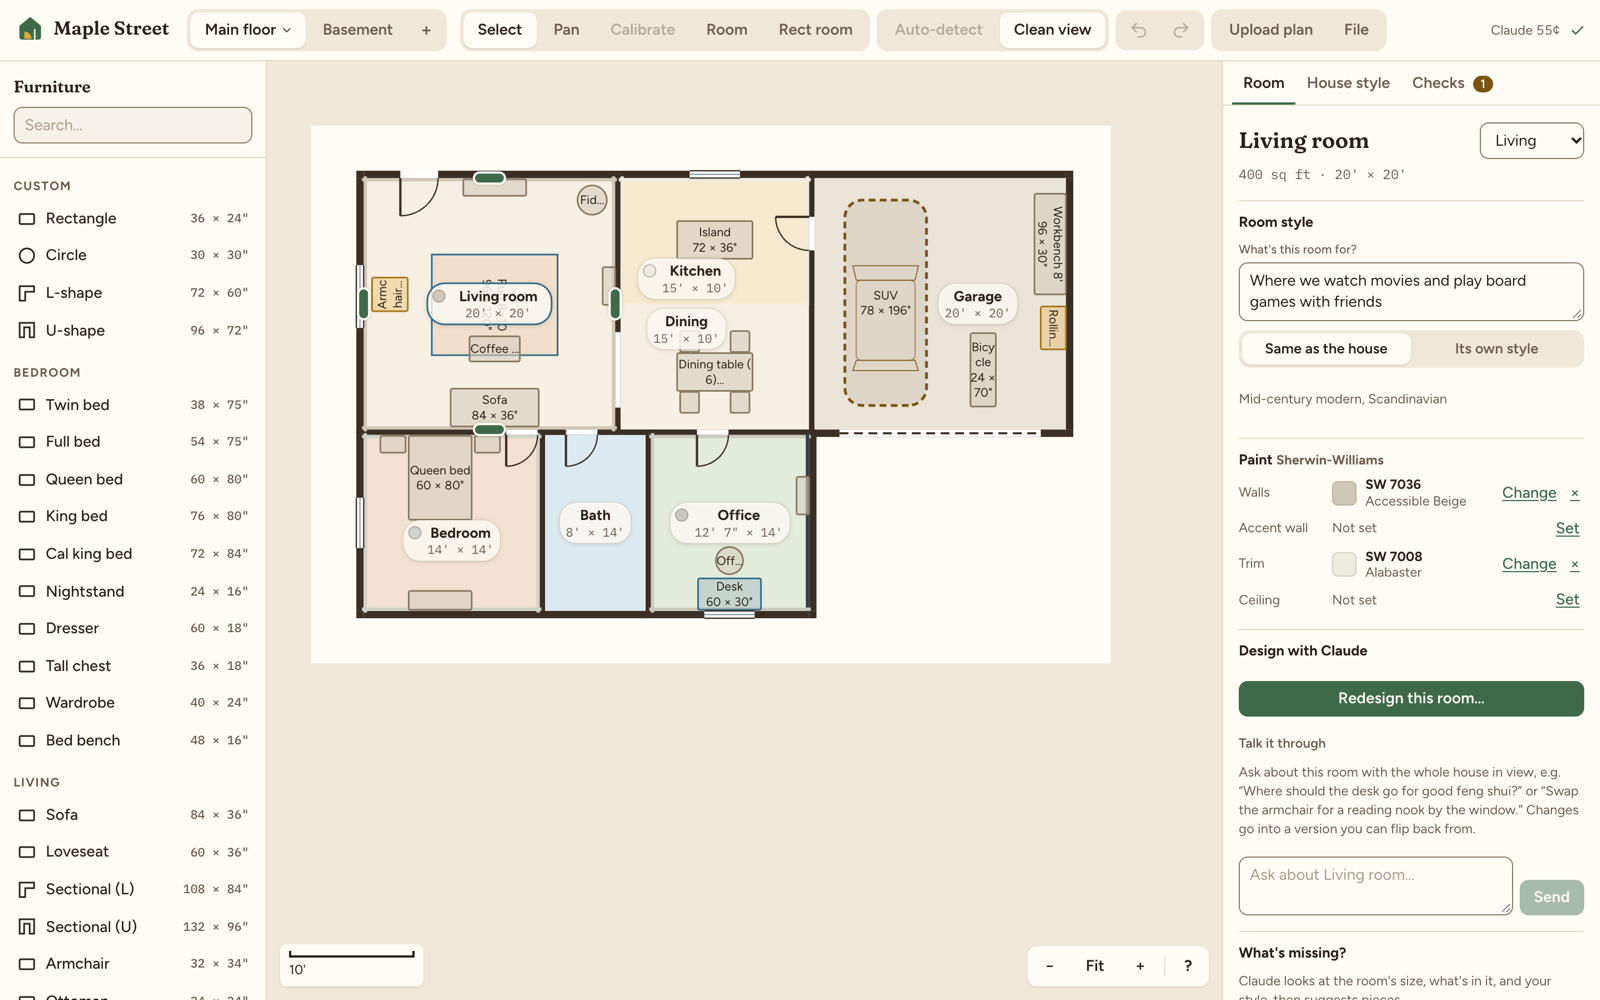 Maple Street
Main floor
Basement
+
Select
Pan
Calibrate
Room
Rect room
Auto-detect
Clean view
Upload plan
File
Claude 55¢
Furniture
Search...
CUSTOM
Rectangle 36 × 24"
Circle 30 × 30"
L-shape 72 × 60"
U-shape 96 × 72"
BEDROOM
Twin bed 38 × 75"
Full bed 54 × 75"
Queen bed 60 × 80"
King bed 76 × 80"
Cal king bed 72 × 84"
Nightstand 24 × 16"
Dresser 60 × 18"
Tall chest 36 × 18"
Wardrobe 40 × 24"
Bed bench 48 × 16"
LIVING
Sofa 84 × 36"
Loveseat 60 × 36"
Sectional (L) 108 × 84"
Sectional (U) 132 × 96"
Armchair 32 × 34"
Fid...
Armc
hair...
Living room
20' × 20'
Coffee ...
Sofa
84 × 36"
Island
72 × 36"
Kitchen
15' × 10'
Dining
15' × 10'
Dining table (
6)...
SUV
78 × 196"
Garage
20' × 20'
Workbench 8'
96 × 30"
Rollin...
Bicy
cle
24 ×
70"
Queen bed
60 × 80"
Bedroom
14' × 14'
Bath
8' × 14'
Office
12' 7" × 14'
Off...
Desk
60 × 30"
10'
-
Fit
+
?
Room
House style
Checks 1
Living room
Living
400 sq ft · 20' × 20'
Room style
What's this room for?
Where we watch movies and play board
games with friends
Same as the house
Its own style
Mid-century modern, Scandinavian
Paint Sherwin-Williams
Walls
SW 7036
Accessible Beige
Change ×
Accent wall Not set Set
Trim
SW 7008
Alabaster
Change ×
Ceiling Not set Set
Design with Claude
Redesign this room...
Talk it through
Ask about this room with the whole house in view, e.g.
“Where should the desk go for good feng shui?” or “Swap
the armchair for a reading nook by the window.” Changes
go into a version you can flip back from.
Ask about Living room...
Send
What's missing?
Claude looks at the room's size, what's in it, and your
style, then suggests pieces.